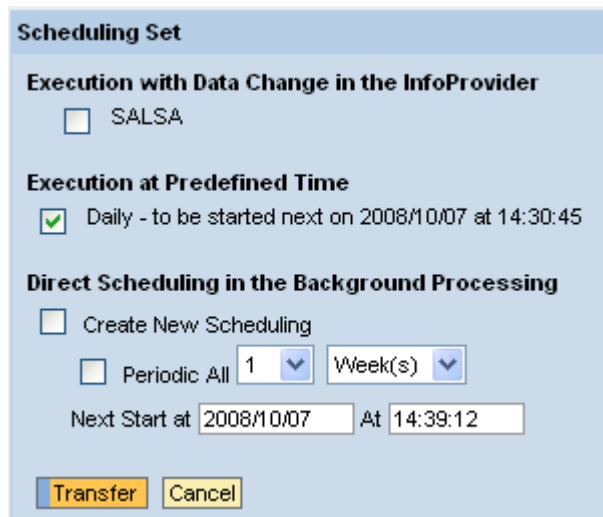 Scheduling Set
Execution with Data Change in the InfoProvider
SALSA
Execution at Predefined Time
Daily - to be started next on 2008/10/07 at 14:30:45
Direct Scheduling in the Background Processing
Create New Scheduling
Periodic All 1 Week(s)
Next Start at 2008/10/07 At 14:39:12
Transfer Cancel